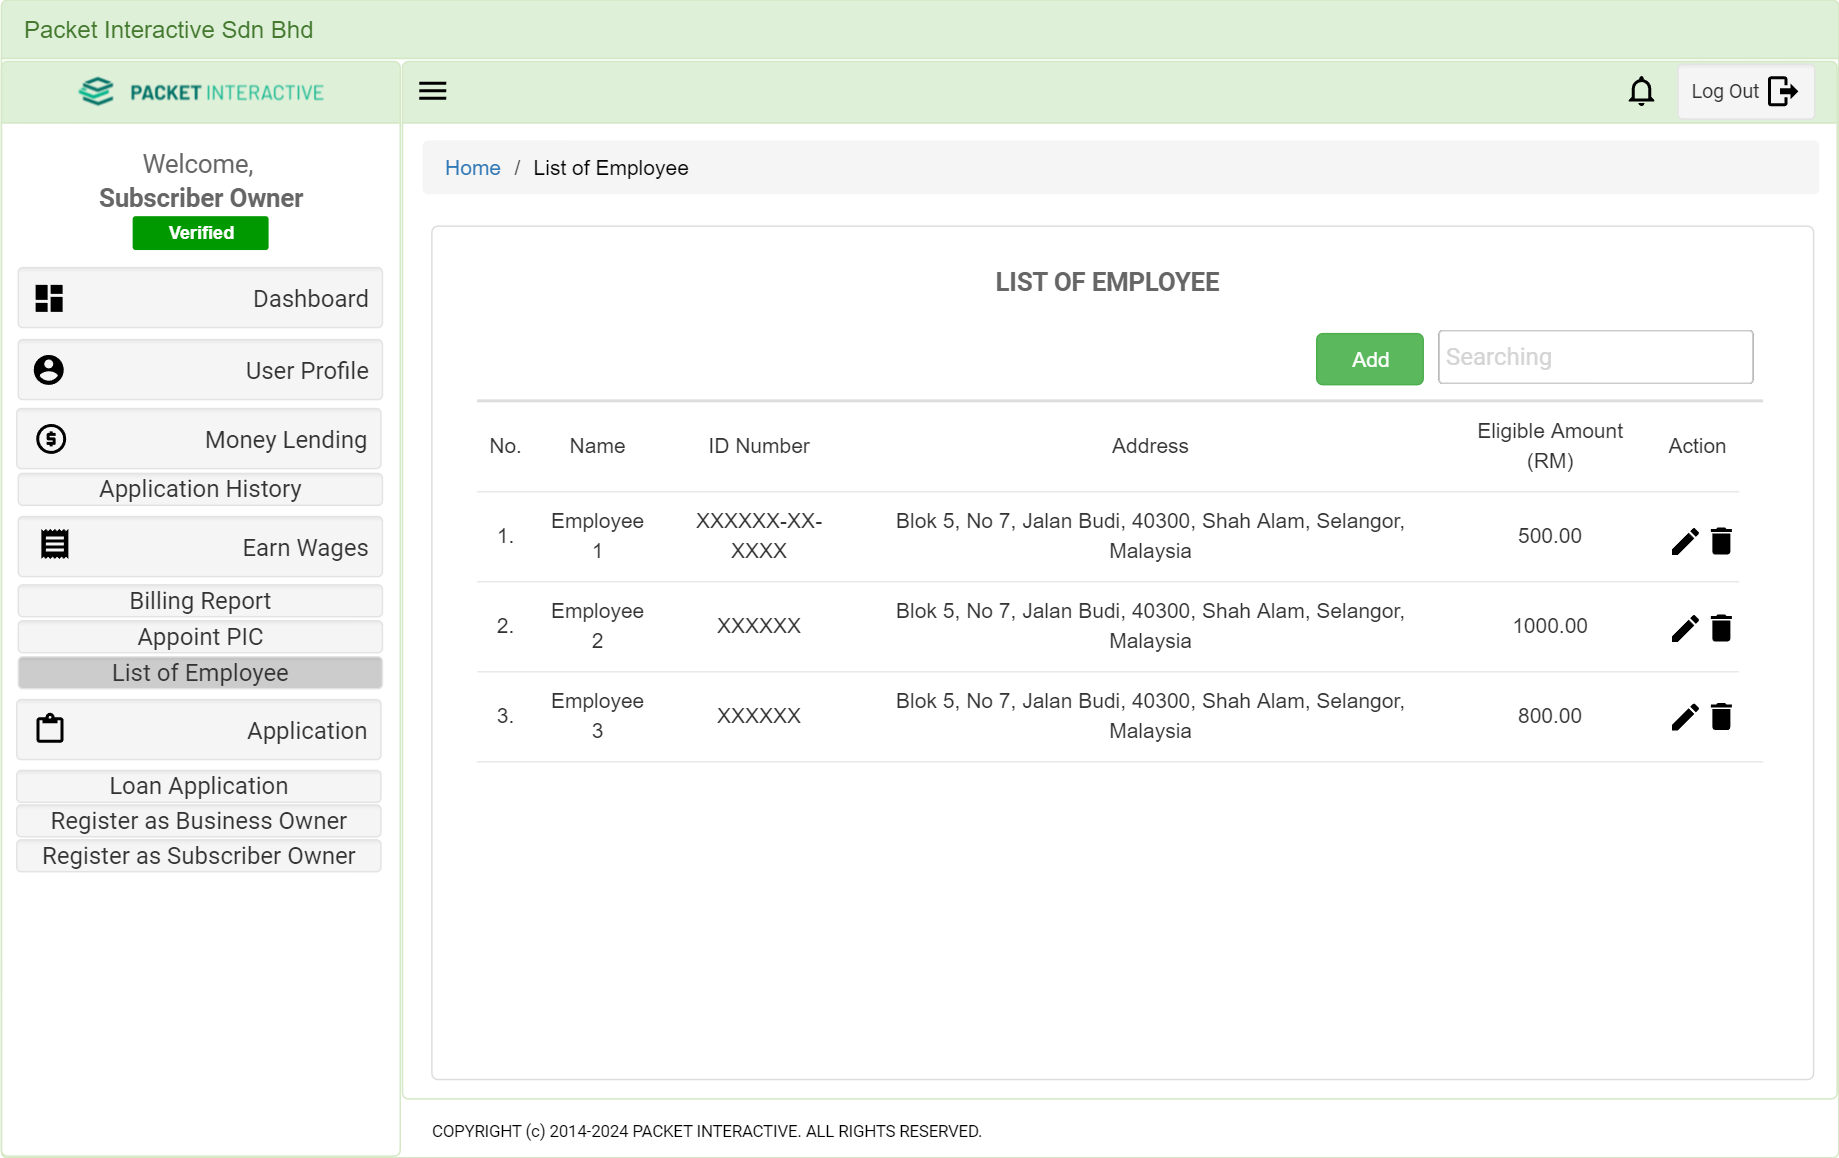 Packet Interactive Sdn Bhd
PACKET INTERACTIVE
Log Out
Welcome,
Subscriber Owner
Verified
Dashboard
User Profile
Money Lending
Application History
Earn Wages
Billing Report
Appoint PIC
List of Employee
Application
Loan Application
Register as Business Owner
Register as Subscriber Owner
Home / List of Employee
LIST OF EMPLOYEE
Add
Searching
No. Name ID Number Address Eligible Amount (RM) Action
1. Employee 1 XXXXXX-XX-XXXX Blok 5, No 7, Jalan Budi, 40300, Shah Alam, Selangor, Malaysia 500.00
2. Employee 2 XXXXXX Blok 5, No 7, Jalan Budi, 40300, Shah Alam, Selangor, Malaysia 1000.00
3. Employee 3 XXXXXX Blok 5, No 7, Jalan Budi, 40300, Shah Alam, Selangor, Malaysia 800.00
COPYRIGHT (c) 2014-2024 PACKET INTERACTIVE. ALL RIGHTS RESERVED.